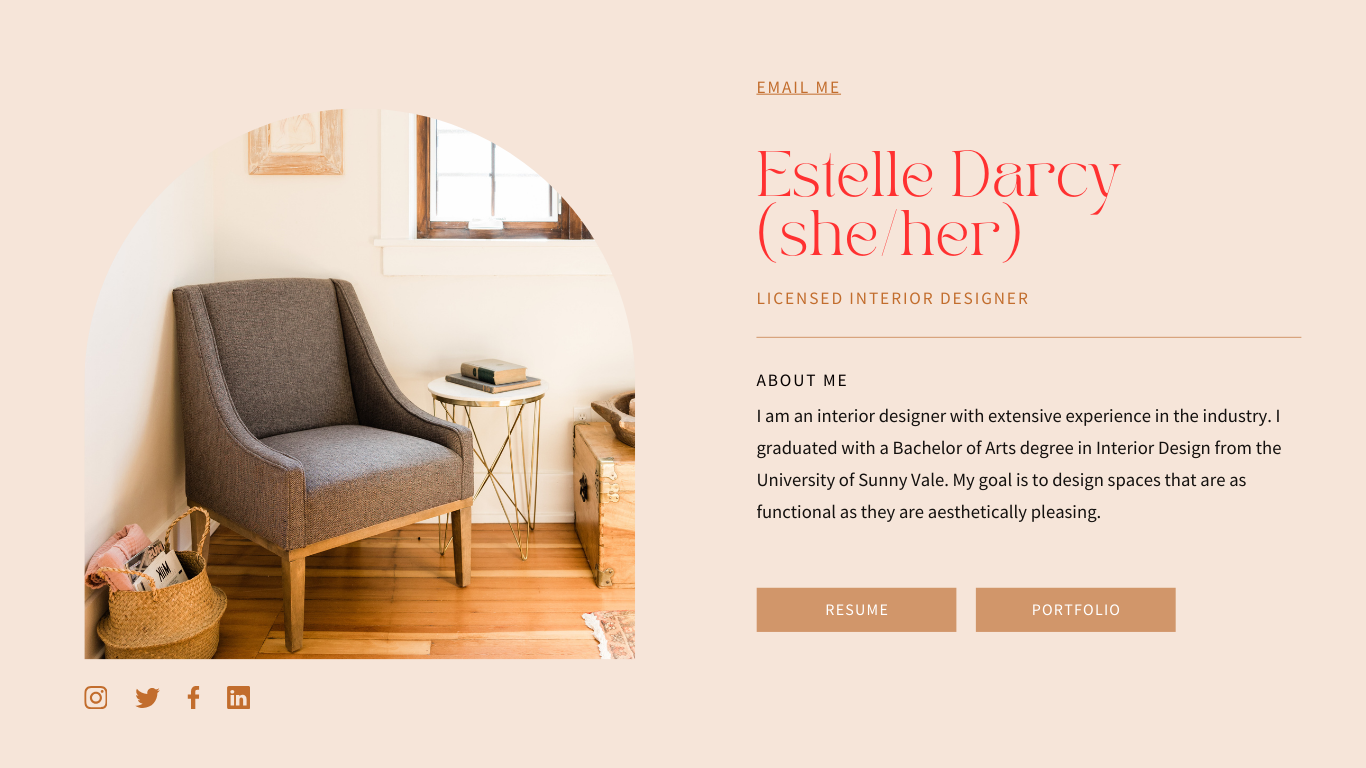 EMAIL ME
Estelle Darcy
(she/her)
LICENSED INTERIOR DESIGNER
ABOUT ME
I am an interior designer with extensive experience in the industry. I
graduated with a Bachelor of Arts degree in Interior Design from the
University of Sunny Vale. My goal is to design spaces that are as
functional as they are aesthetically pleasing.
RESUME
PORTFOLIO
in